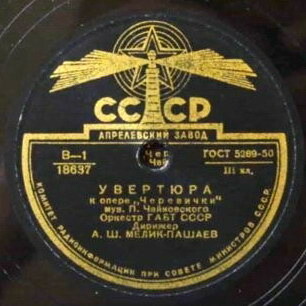 СССР
АПРЕЛЕВСКИЙ ЗАВОД
В—1
18637
ГОСТ 5289-50
III кл.
УВЕРТЮРА
к опере „Черевички"
муз. П. Чайковского
Оркестр ГАБТ СССР
Дирижер
А. Ш. МЕЛИК-ПАШАЕВ
КОМИТЕТ РАДИОИНФОРМАЦИИ ПРИ СОВЕТЕ МИНИСТРОВ СССР